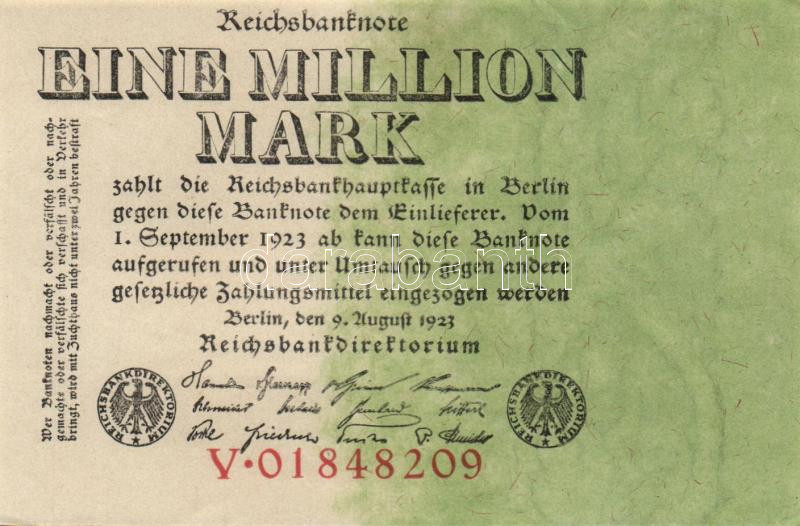 Reichsbanknote
EINE MILLION
MARK
zahlt die Reichsbankhauptkasse in Berlin
gegen diese Banknote dem Einlieferer. Vom
1. September 1923 ab kann diese Banknote
aufgerufen und unter Umtausch gegen andere
gesetzliche Zahlungsmittel eingezogen werden
Berlin, den 9. August 1923
Reichsbankdirektorium
REICHSBANKDIREKTORIUM
REICHSBANKDIREKTORIUM
V·01848209
Wer Banknoten nachmacht oder verfälscht oder nach-
gemachte oder verfälschte sich verschafft und in Verkehr
bringt, wird mit Zuchthaus nicht unter zwei Jahren bestraft
darabanth